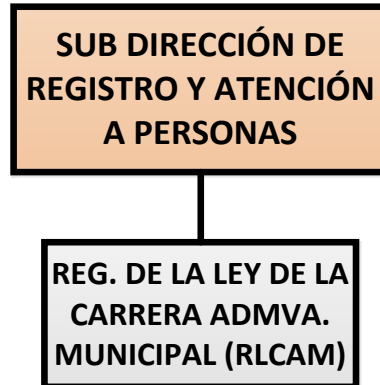 SUB DIRECCIÓN DE
REGISTRO Y ATENCIÓN
A PERSONAS
REG. DE LA LEY DE LA
CARRERA ADMVA.
MUNICIPAL (RLCAM)